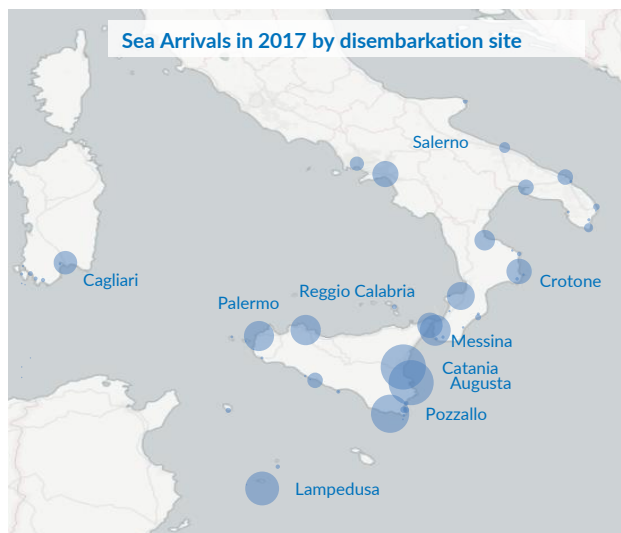 Sea Arrivals in 2017 by disembarkation site
Salerno
Cagliari
Crotone
Reggio Calabria
Palermo
Messina
Catania
Augusta
Pozzallo
Lampedusa